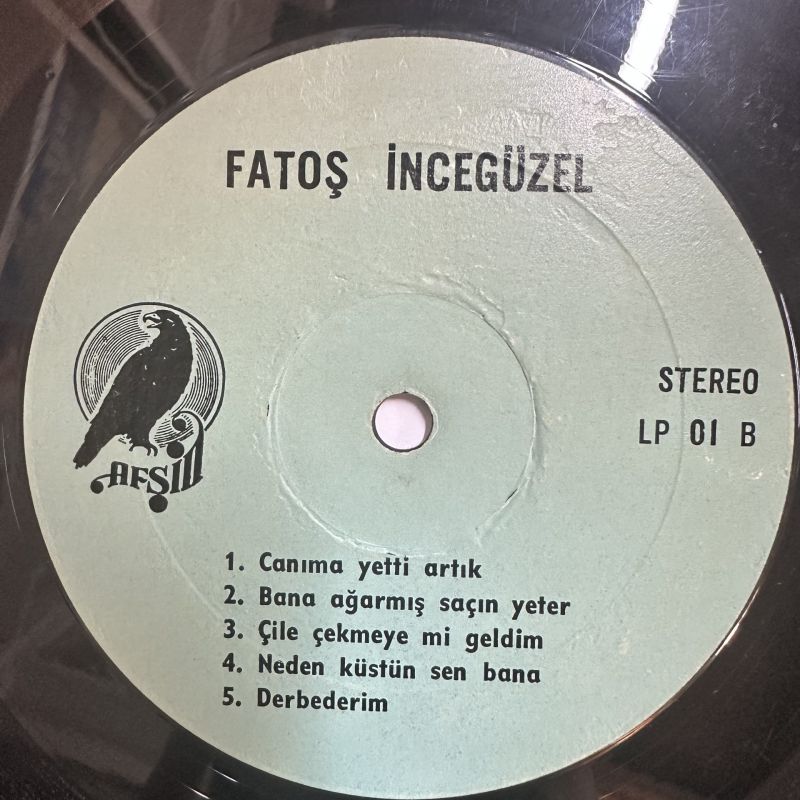 FATOŞ İNCEGÜZEL
AFŞİN
STEREO
LP 01 B
1. Canıma yetti artık
2. Bana ağarmış saçın yeter
3. Çile çekmeye mi geldim
4. Neden küstün sen bana
5. Derbederim